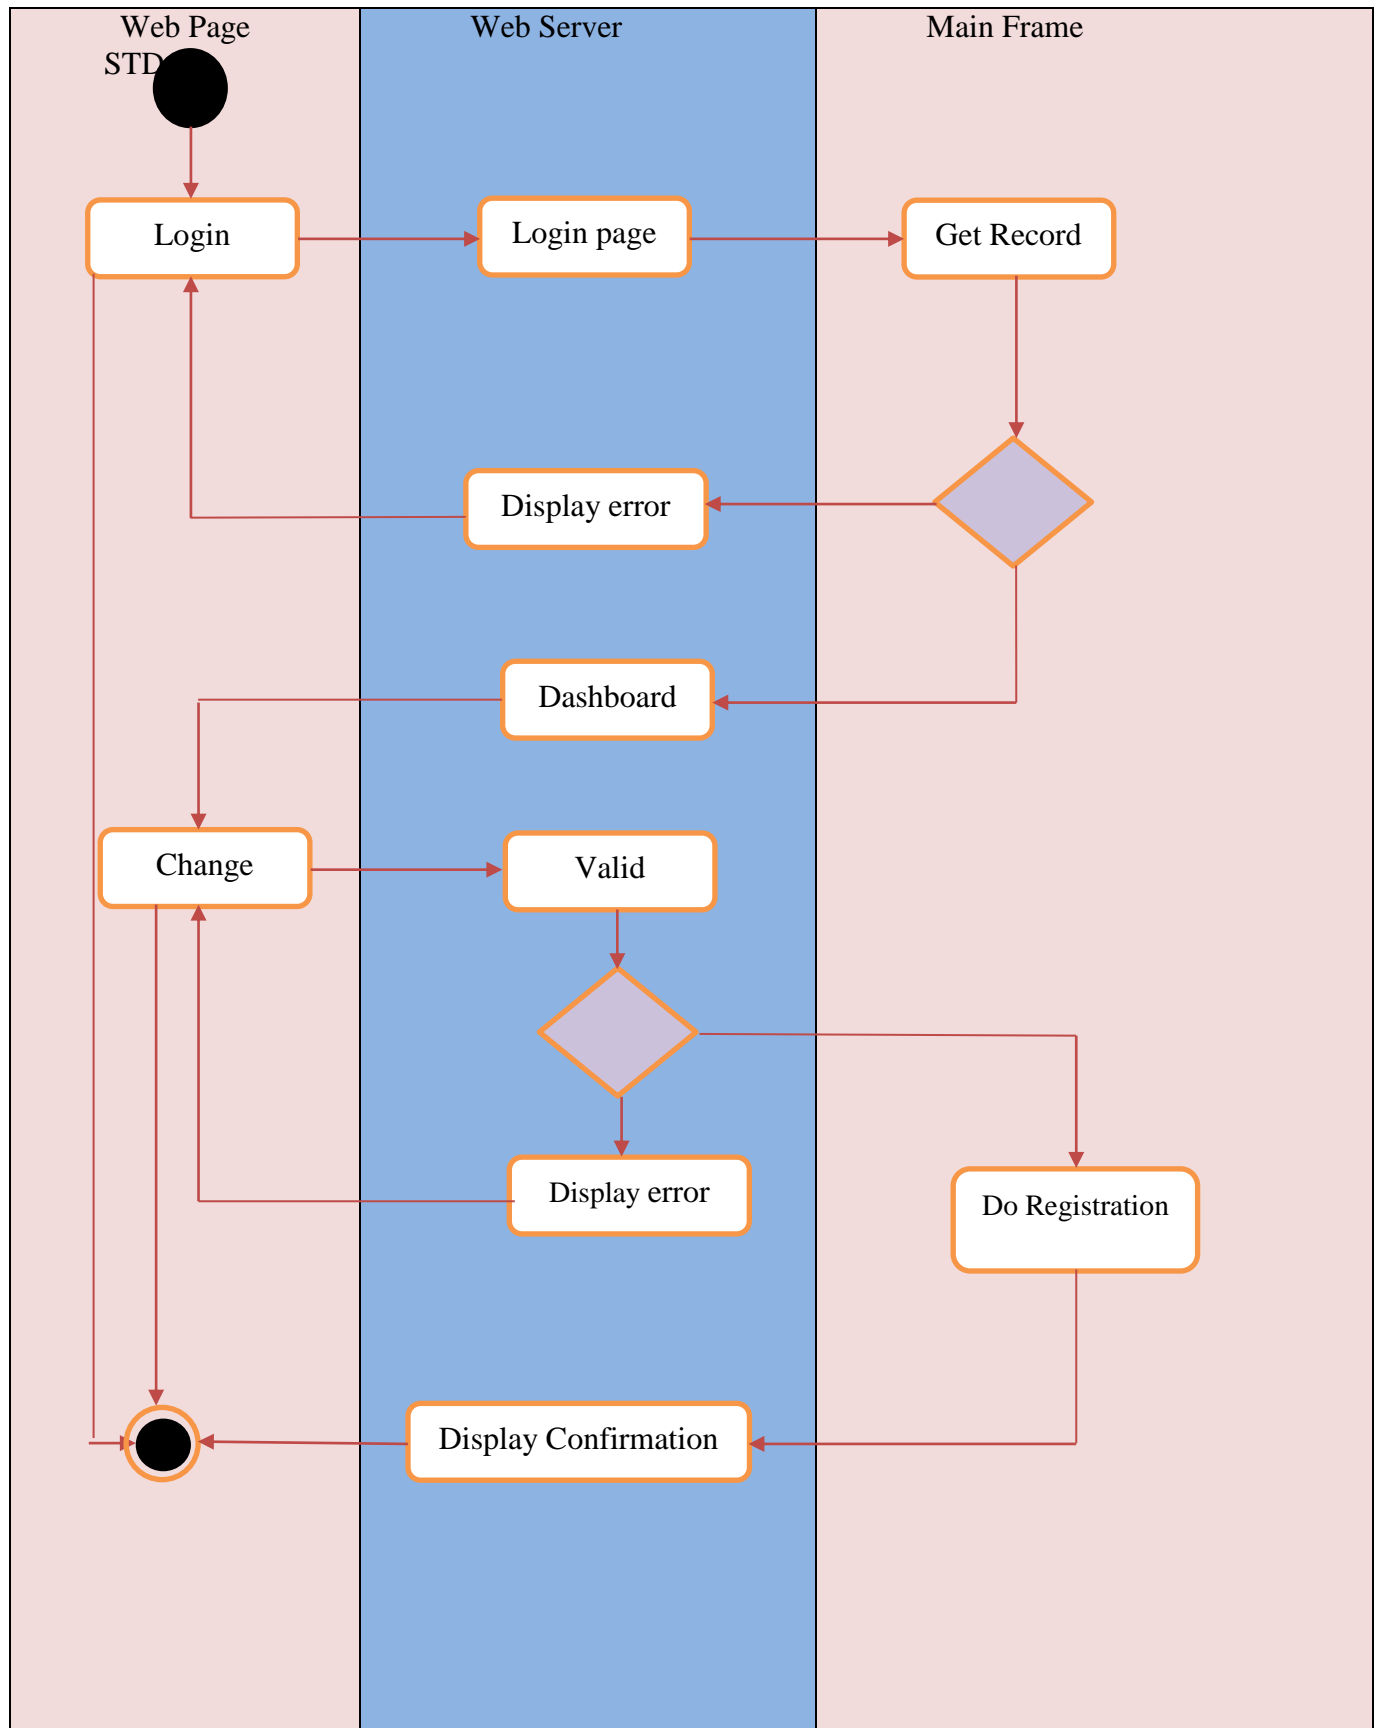 Web Page
Web Server
Main Frame
STD
Login
Login page
Get Record
Display error
Dashboard
Change
Valid
Display error
Do Registration
Display Confirmation